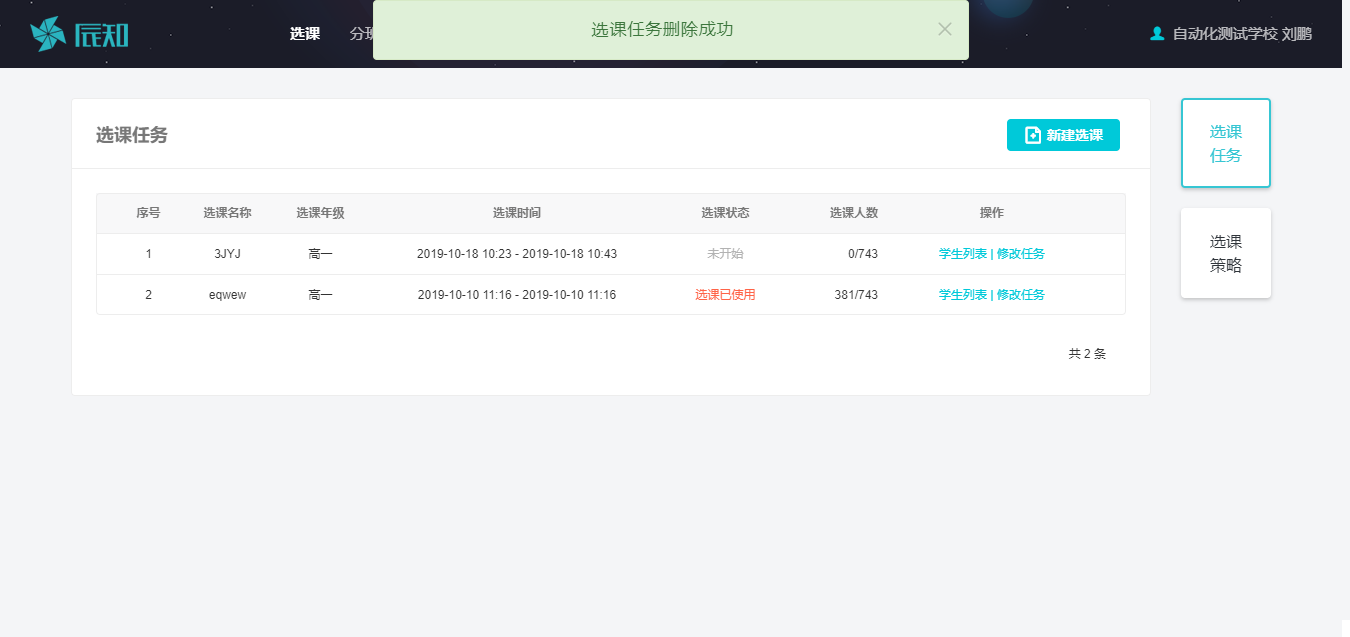 辰知
选课
分班
选课任务删除成功
自动化测试学校 刘鹏
选课任务
新建选课
选课
任务
选课
策略
序号 选课名称 选课年级 选课时间 选课状态 选课人数 操作
1 3JYJ 高一 2019-10-18 10:23 - 2019-10-18 10:43 未开始 0/743 学生列表 | 修改任务
2 eqwew 高一 2019-10-10 11:16 - 2019-10-10 11:16 选课已使用 381/743 学生列表 | 修改任务
共 2 条